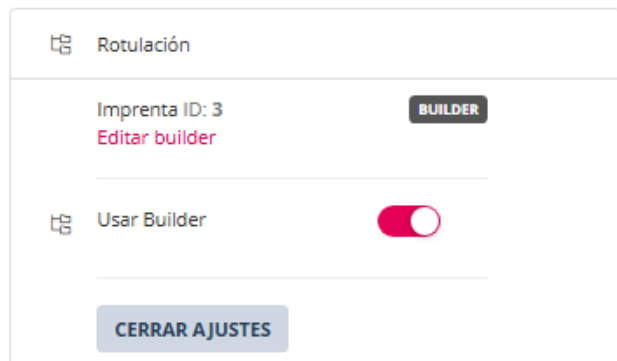 Rotulación
Imprenta ID: 3
BUILDER
Editar builder
Usar Builder
CERRAR AJUSTES